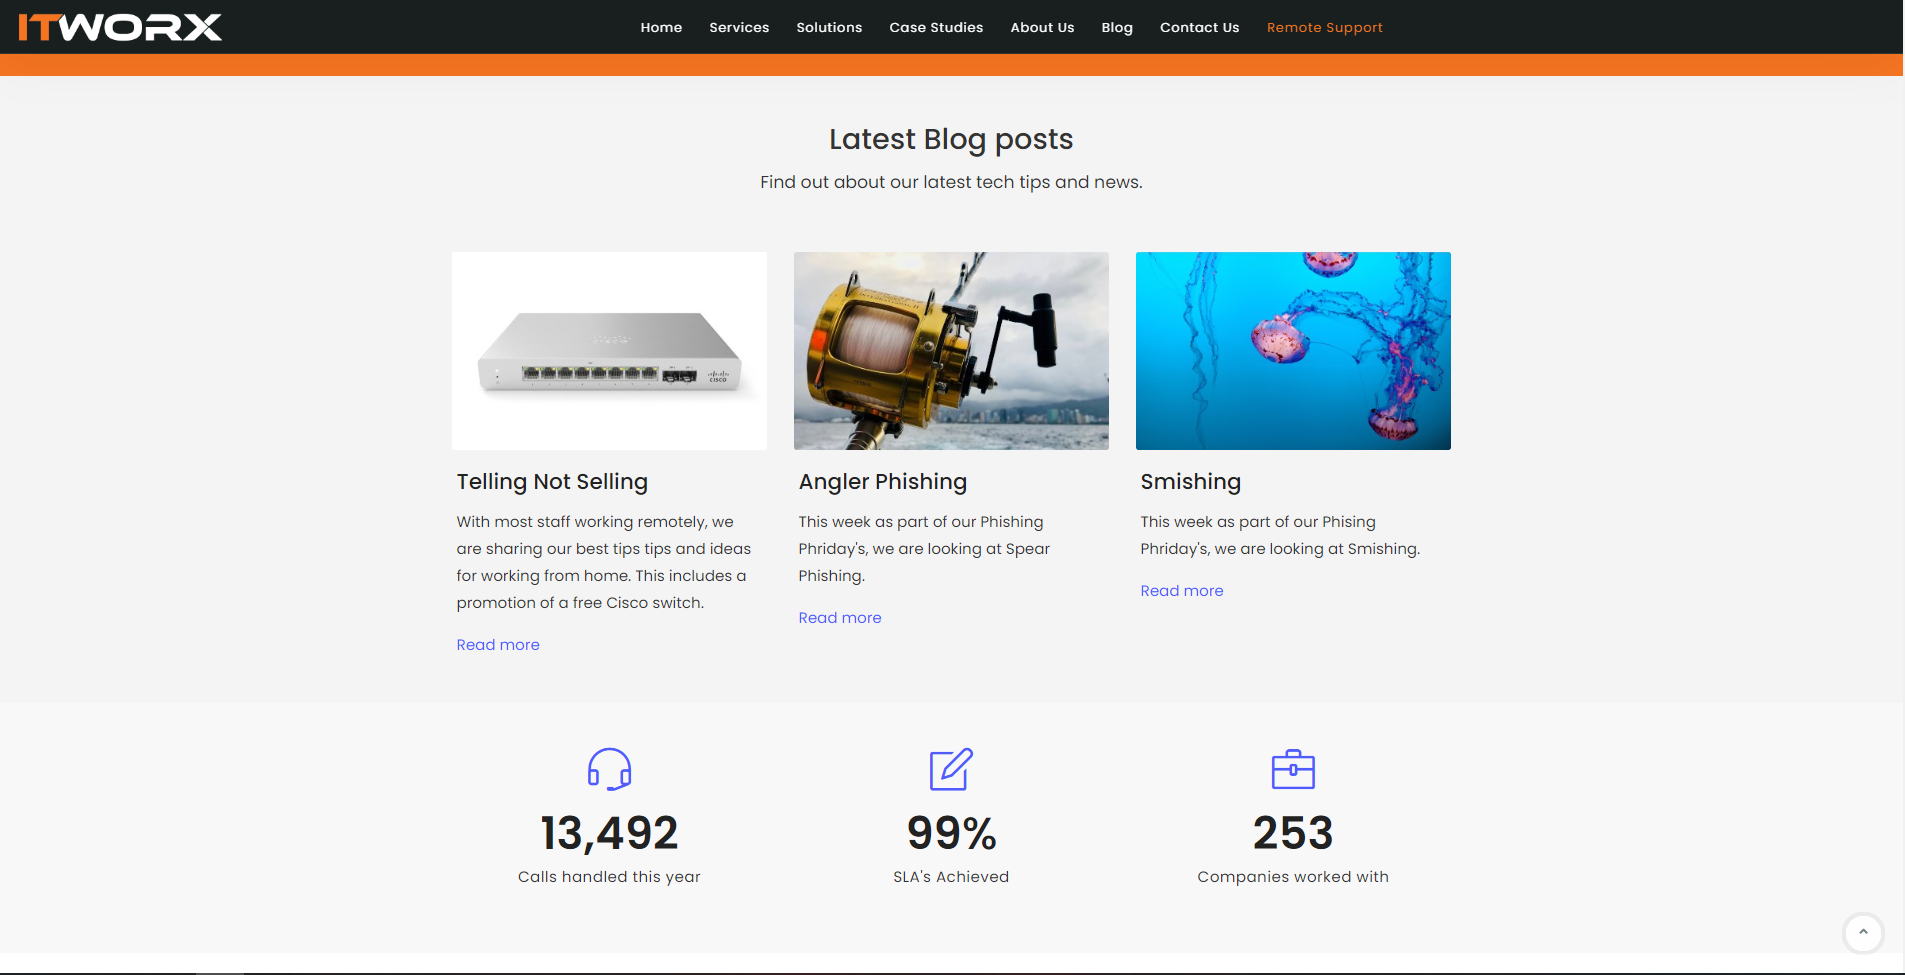 ITWORX
Home Services Solutions Case Studies About Us Blog Contact Us Remote Support
Latest Blog posts
Find out about our latest tech tips and news.
CISCO
Telling Not Selling
With most staff working remotely, we
are sharing our best tips tips and ideas
for working from home. This includes a
promotion of a free Cisco switch.
Read more
Angler Phishing
This week as part of our Phishing
Phriday's, we are looking at Spear
Phishing.
Read more
Smishing
This week as part of our Phising
Phriday's, we are looking at Smishing.
Read more
13,492
Calls handled this year
99%
SLA's Achieved
253
Companies worked with